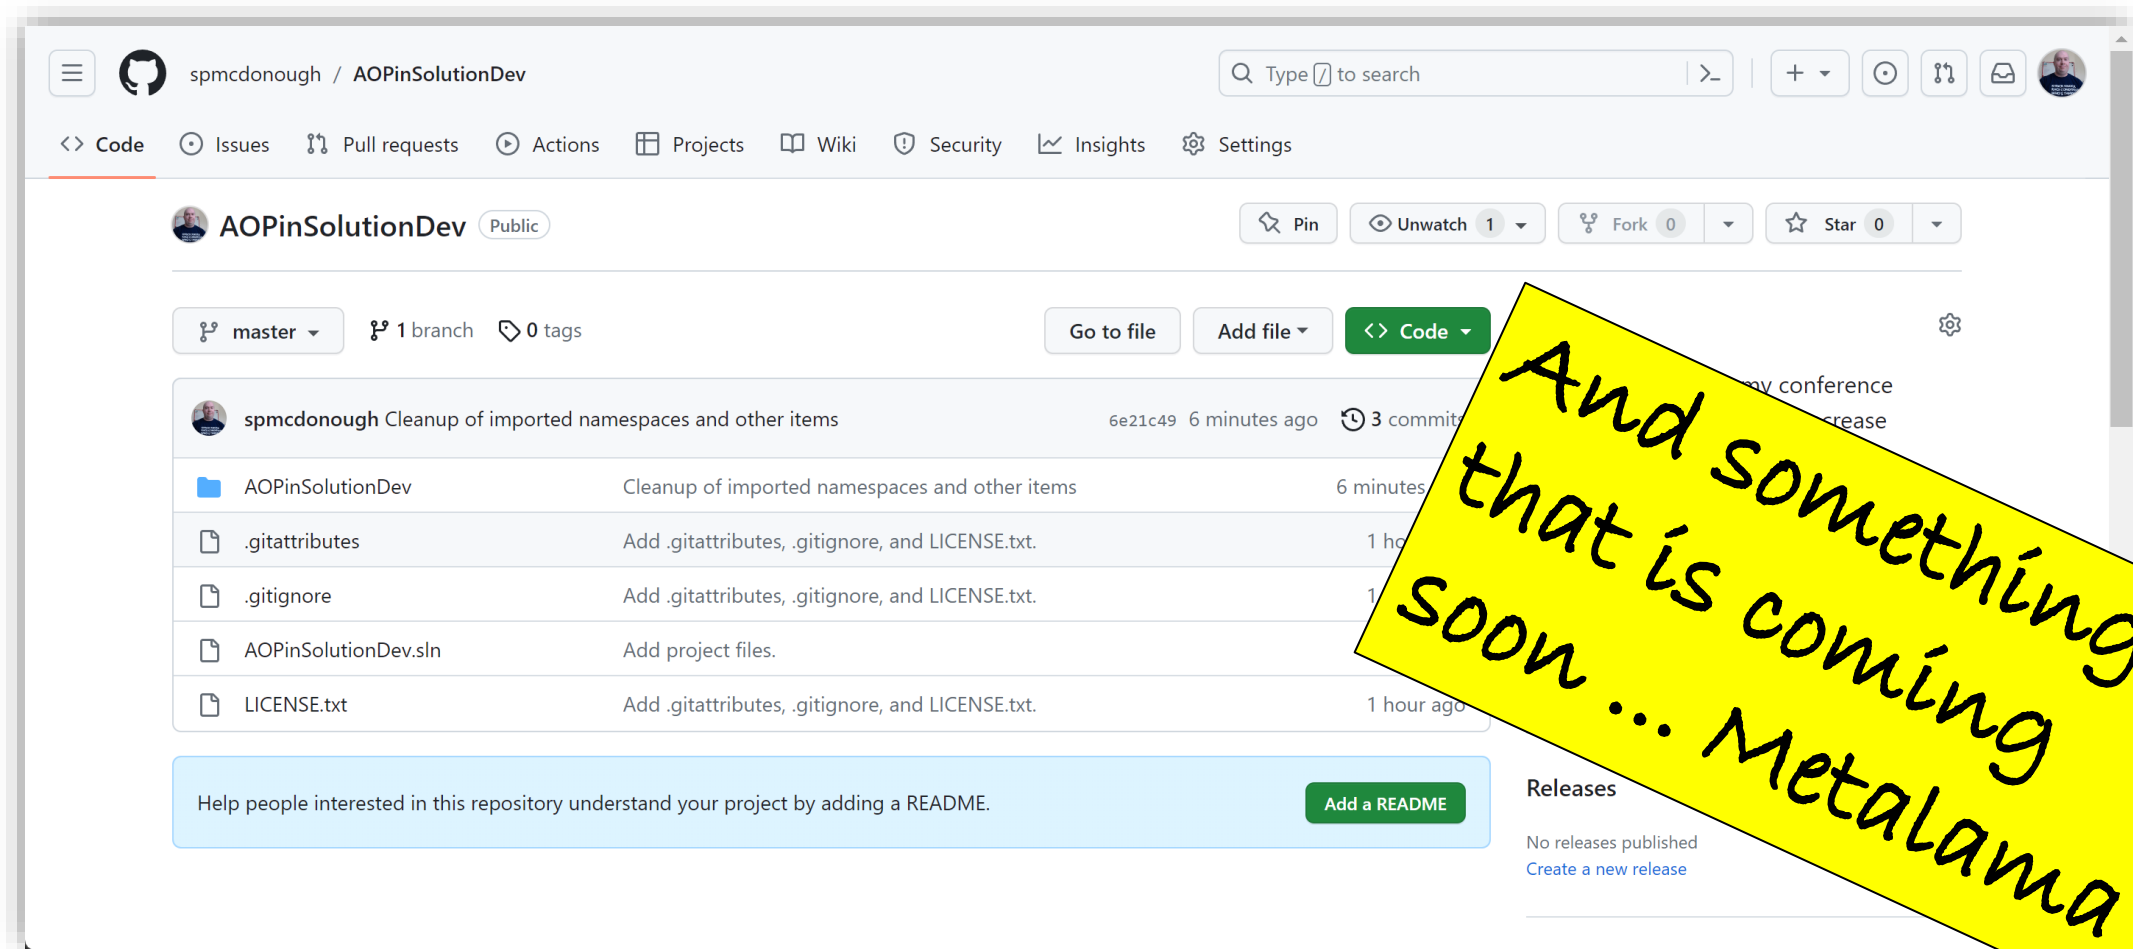 spmcdonough / AOPinSolutionDev
Type / to search
Code
Issues
Pull requests
Actions
Projects
Wiki
Security
Insights
Settings
AOPinSolutionDev Public
Pin
Unwatch 1
Fork 0
Star 0
master
1 branch
0 tags
Go to file
Add file
Code
spmcdonough Cleanup of imported namespaces and other items 6e21c49 6 minutes ago 3 commits
AOPinSolutionDev Cleanup of imported namespaces and other items 6 minutes
.gitattributes Add .gitattributes, .gitignore, and LICENSE.txt. 1
.gitignore Add .gitattributes, .gitignore, and LICENSE.txt. 1
AOPinSolutionDev.sln Add project files.
LICENSE.txt Add .gitattributes, .gitignore, and LICENSE.txt. 1 hour ago
Help people interested in this repository understand your project by adding a README.
Add a README
my conference
And something
that is coming
soon ... Metalama
Releases
No releases published
Create a new release